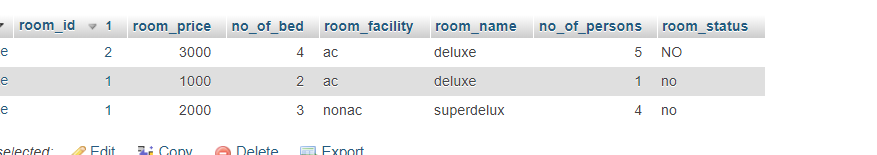 room_id 1 room_price no_of_bed room_facility room_name no_of_persons room_status
e 2 3000 4 ac deluxe 5 NO
e 1 1000 2 ac deluxe 1 no
e 1 2000 3 nonac superdelux 4 no
selected: Edit Copy Delete Export